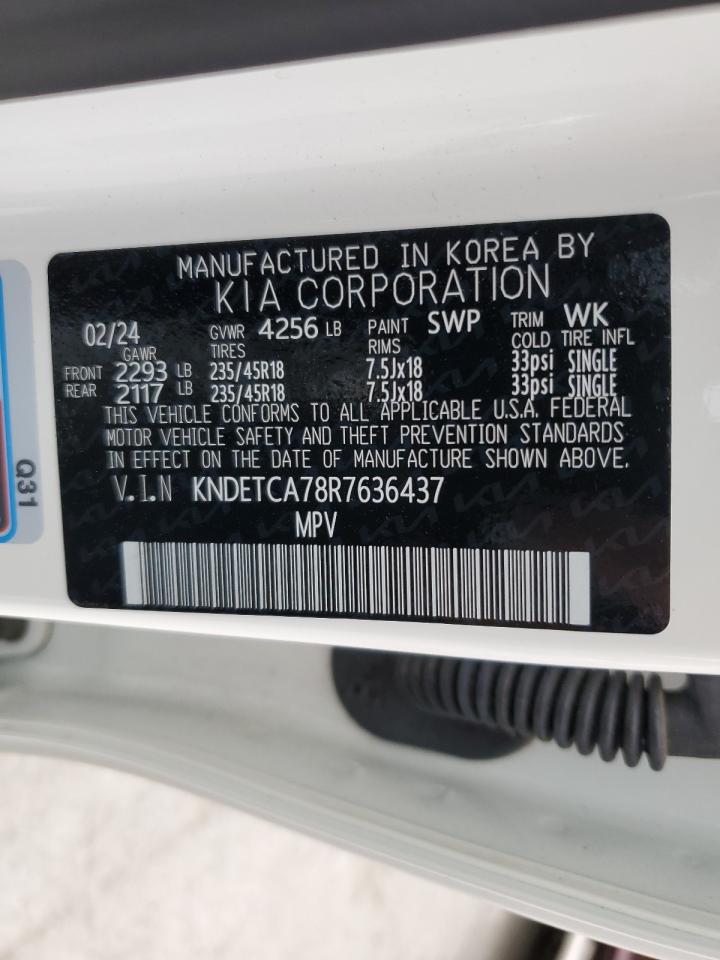 MANUFACTURED IN KOREA BY
KIA CORPORATION
02/24 GVWR 4256 LB PAINT SWP TRIM WK
GAWR TIRES RIMS COLD TIRE INFL
FRONT 2293 LB 235/45R18 7.5Jx18 33psi SINGLE
REAR 2117 LB 235/45R18 7.5Jx18 33psi SINGLE
THIS VEHICLE CONFORMS TO ALL APPLICABLE U.S.A. FEDERAL
MOTOR VEHICLE SAFETY AND THEFT PREVENTION STANDARDS
IN EFFECT ON THE DATE OF MANUFACTURE SHOWN ABOVE.
V.I.N KNDETCA78R7636437
MPV
Q31